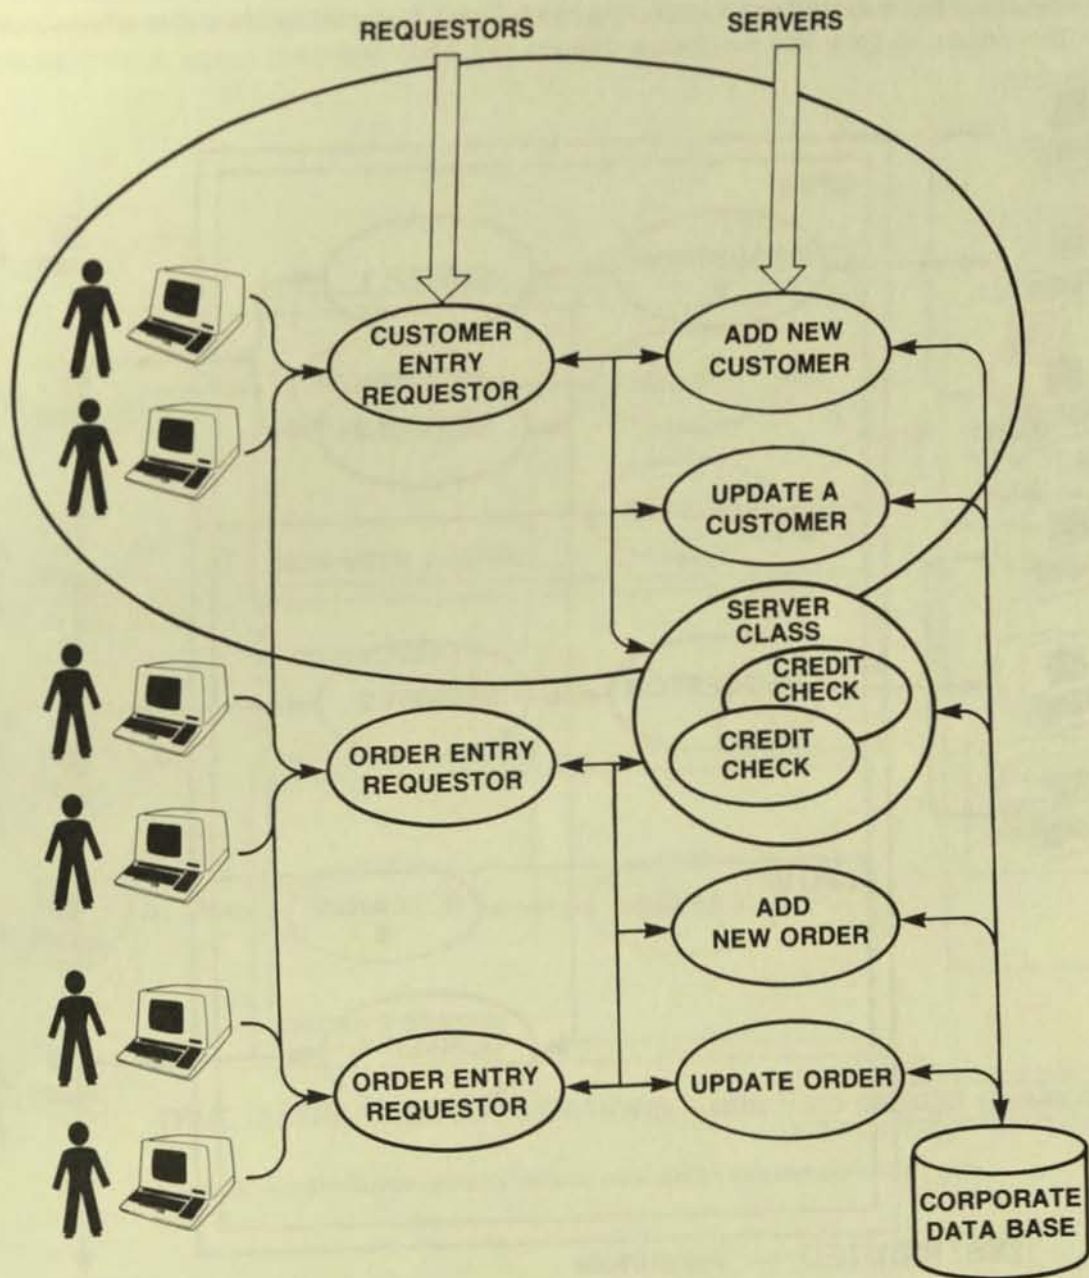 REQUESTORS
SERVERS
CUSTOMER
ENTRY
REQUESTOR
ADD NEW
CUSTOMER
UPDATE A
CUSTOMER
SERVER
CLASS
CREDIT
CHECK
CREDIT
CHECK
ORDER ENTRY
REQUESTOR
ADD
NEW ORDER
ORDER ENTRY
REQUESTOR
UPDATE ORDER
CORPORATE
DATA BASE